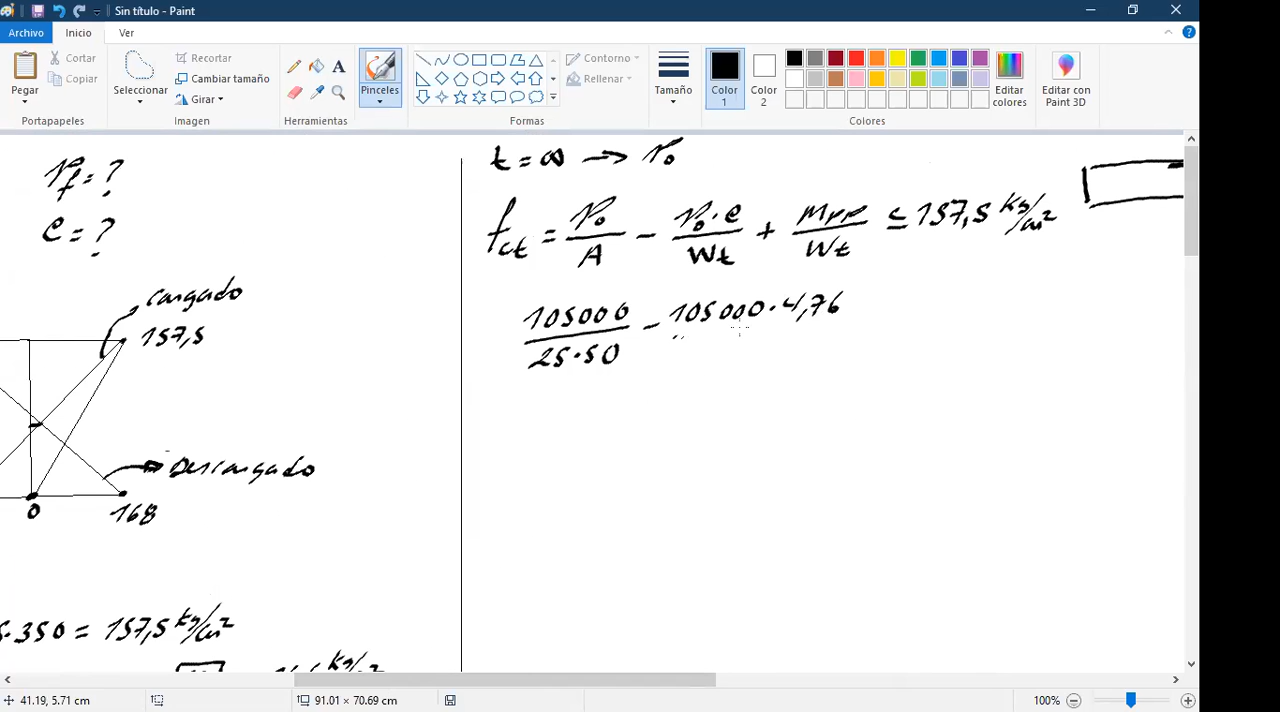 Sin título - Paint
Archivo Inicio Ver
Pegar
Cortar
Copiar
Portapapeles
Seleccionar
Recortar
Cambiar tamaño
Girar
Imagen
A
Herramientas
Pinceles
Contorno
Rellenar
Formas
Tamaño
Color 1
Color 2
Editar colores
Colores
Editar con Paint 3D
Pf = ?
e = ?
cargado
157,5
Descargado
0 168
5.350 = 157,5 kg/cm²
t = ∞ → Po
fct = Po/A - Po·e/Wt + MPP/Wt ≤ 157,5 kg/cm²
105000/25·50 - 105000·4,76
41.19, 5.71 cm 91.01 × 70.69 cm 100%